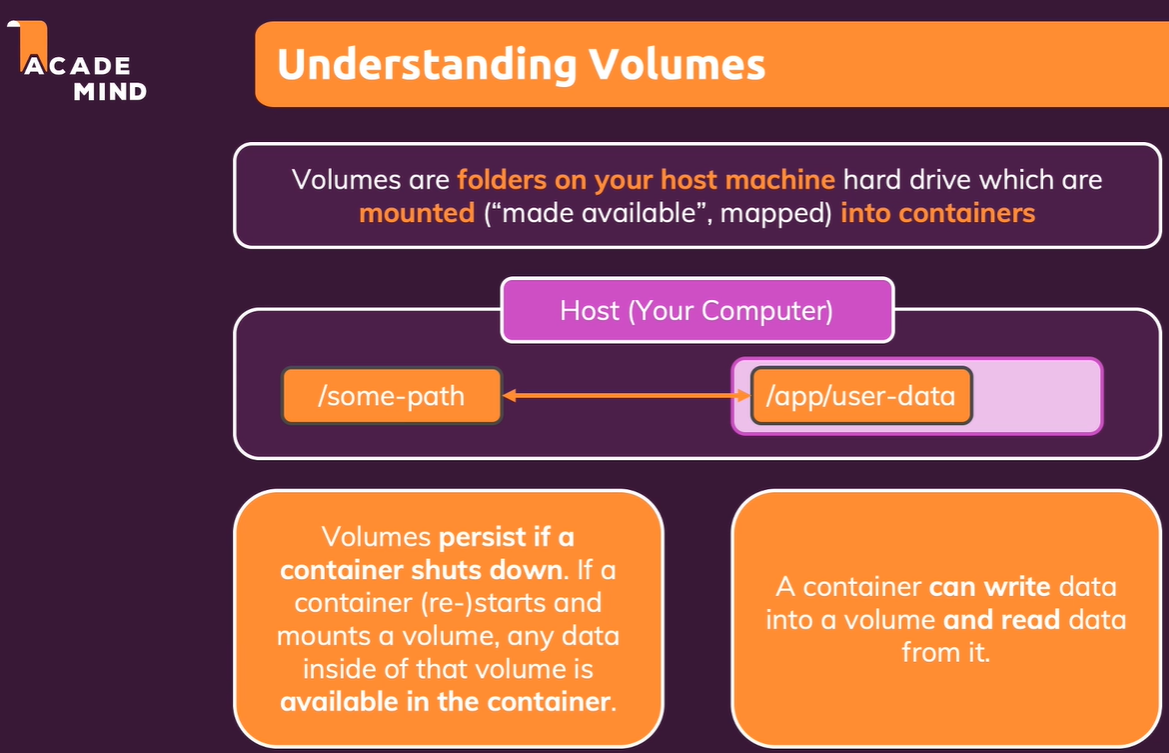 ACADE
MIND
Understanding Volumes
Volumes are folders on your host machine hard drive which are
mounted (“made available”, mapped) into containers
Host (Your Computer)
/some-path
/app/user-data
Volumes persist if a
container shuts down. If a
container (re-)starts and
mounts a volume, any data
inside of that volume is
available in the container.
A container can write data
into a volume and read data
from it.